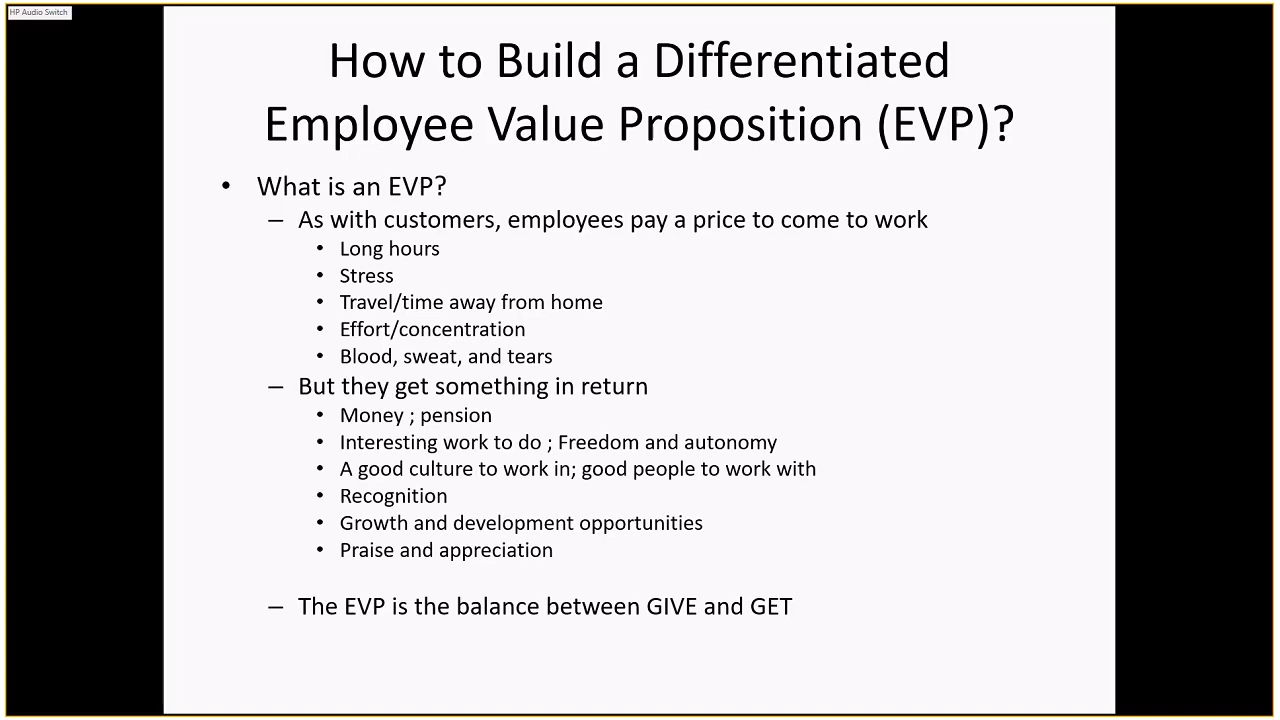 HP Audio Switch
How to Build a Differentiated
Employee Value Proposition (EVP)?
• What is an EVP?
– As with customers, employees pay a price to come to work
• Long hours
• Stress
• Travel/time away from home
• Effort/concentration
• Blood, sweat, and tears
– But they get something in return
• Money ; pension
• Interesting work to do ; Freedom and autonomy
• A good culture to work in; good people to work with
• Recognition
• Growth and development opportunities
• Praise and appreciation
– The EVP is the balance between GIVE and GET